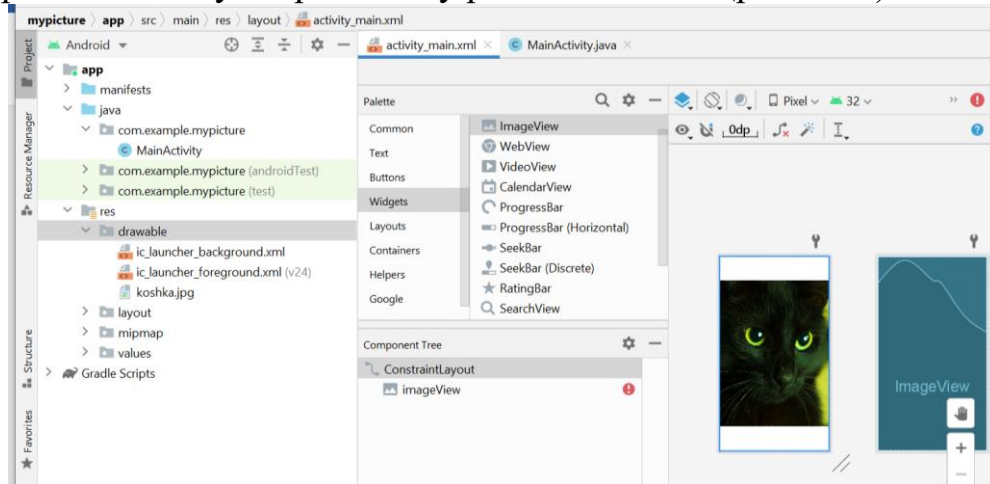 mypicture app src main res layout activity_main.xml
Project
Resource Manager
Structure
Favorites
Android
app
manifests
java
com.example.mypicture
MainActivity
com.example.mypicture (androidTest)
com.example.mypicture (test)
res
drawable
ic_launcher_background.xml
ic_launcher_foreground.xml (v24)
koshka.jpg
layout
mipmap
values
Gradle Scripts
activity_main.xml
MainActivity.java
Palette
Common
Text
Buttons
Widgets
Layouts
Containers
Helpers
Google
ImageView
WebView
VideoView
CalendarView
ProgressBar
ProgressBar (Horizontal)
SeekBar
SeekBar (Discrete)
RatingBar
SearchView
Component Tree
ConstraintLayout
imageView
Pixel
32
0dp
ImageView